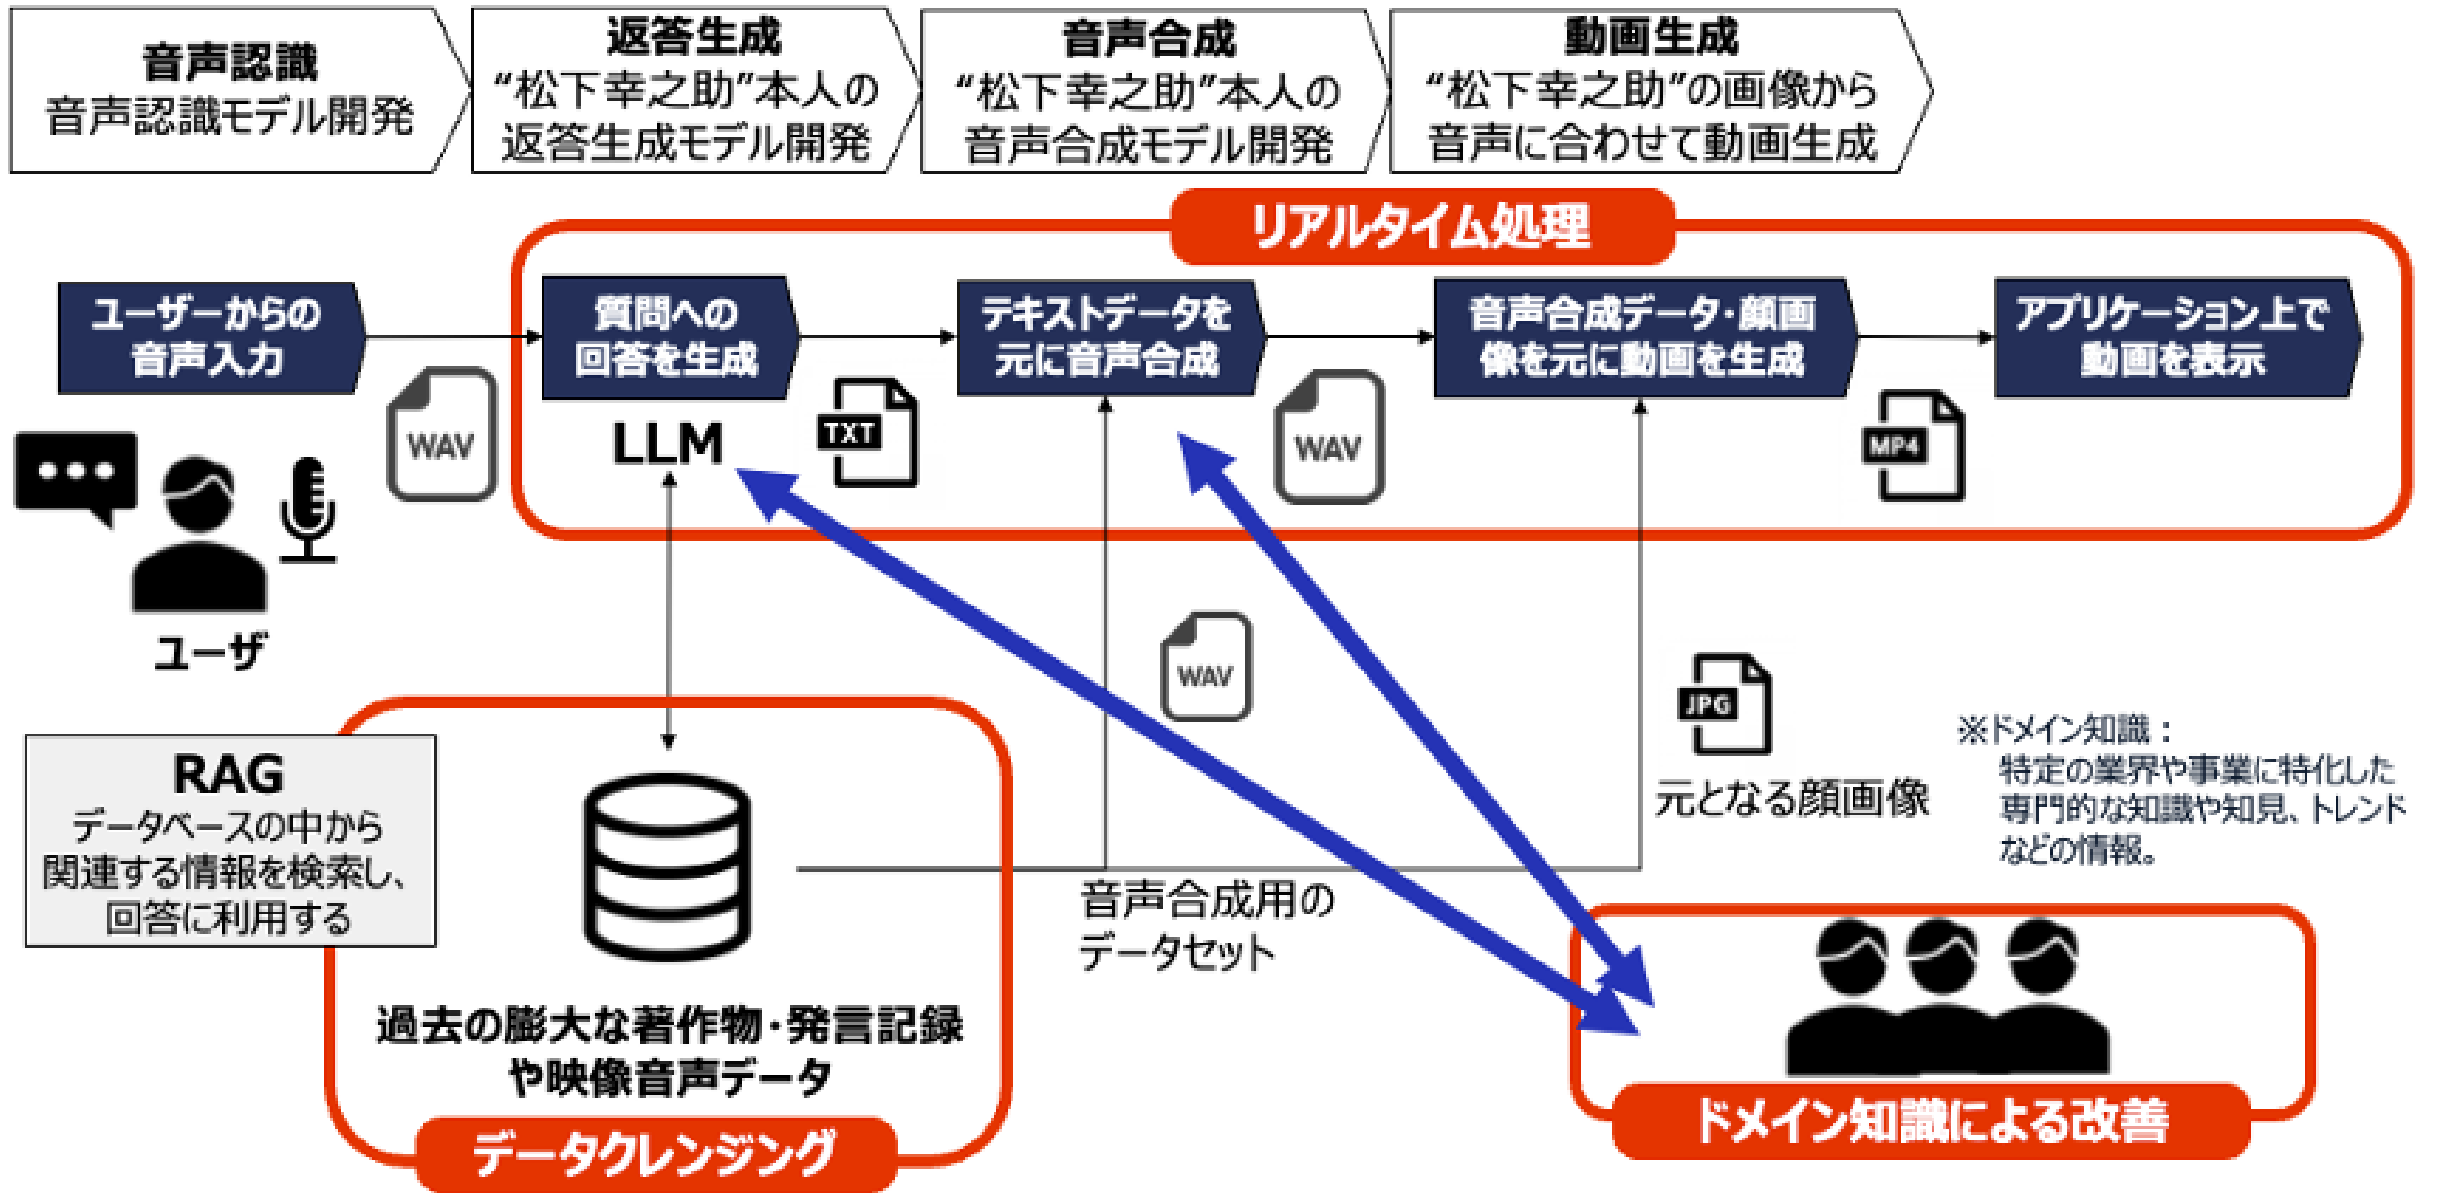 音声認識
音声認識モデル開発
返答生成
“松下幸之助”本人の
返答生成モデル開発
音声合成
“松下幸之助”本人の
音声合成モデル開発
動画生成
“松下幸之助”の画像から
音声に合わせて動画生成
リアルタイム処理
ユーザーからの
音声入力
質問への
回答を生成
テキストデータを
元に音声合成
音声合成データ・顔画
像を元に動画を生成
アプリケーション上で
動画を表示
WAV
LLM
TXT
WAV
MP4
ユーザ
WAV
JPG
元となる顔画像
※ドメイン知識：
特定の業界や事業に特化した
専門的な知識や知見、トレンド
などの情報。
RAG
データベースの中から
関連する情報を検索し、
回答に利用する
音声合成用の
データセット
過去の膨大な著作物・発言記録
や映像音声データ
データクレンジング
ドメイン知識による改善